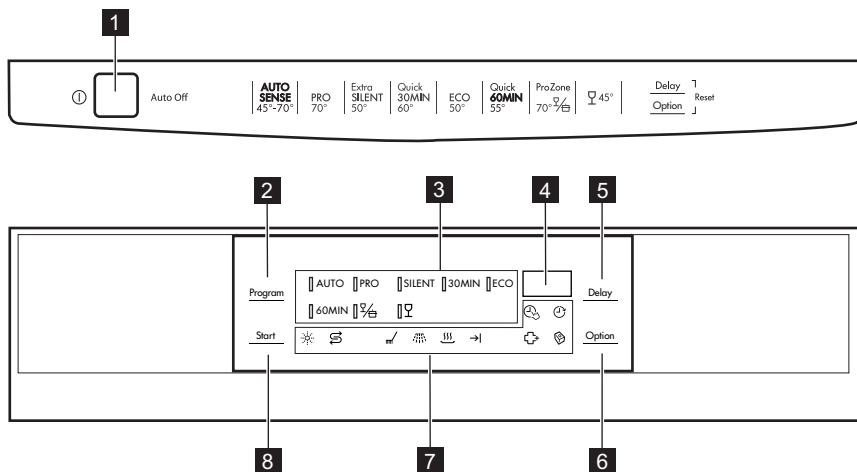 1
Auto Off
AUTO SENSE 45°-70°
PRO 70°
Extra SILENT 50°
Quick 30MIN 60°
ECO 50°
Quick 60MIN 55°
ProZone 70°
45°
Delay
Option
Reset
2
3
4
5
Program
AUTO PRO SILENT 30MIN ECO
60MIN
Delay
Start
Option
8
7
6